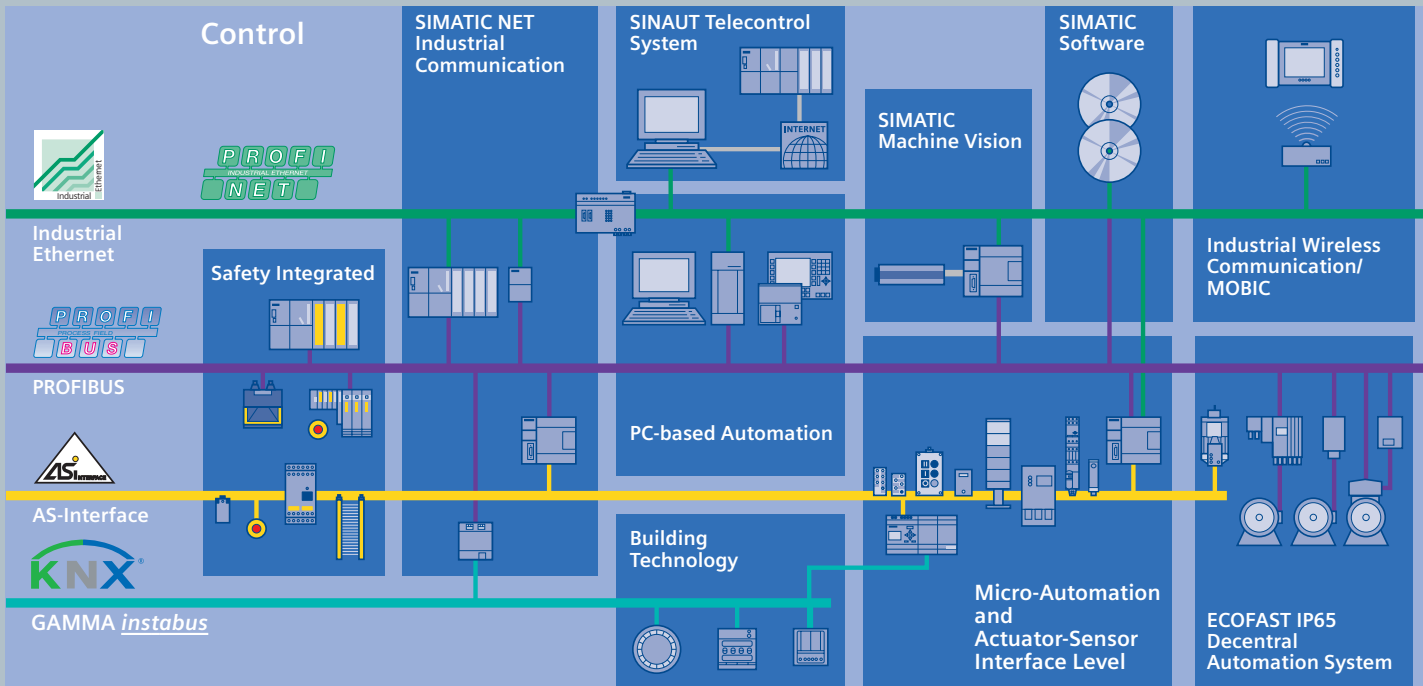 Control
SIMATIC NET
Industrial
Communication
SINAUT Telecontrol
System
INTERNET
SIMATIC
Machine Vision
SIMATIC
Software
Industrial
Ethernet
PROFI
INDUSTRIAL ETHERNET
NET
Industrial
Ethernet
Safety Integrated
Industrial Wireless
Communication/
MOBIC
PROFI
PROCESS FIELD
BUS
PROFIBUS
PC-based Automation
ASi
INTERFACE
AS-Interface
KNX®
GAMMA instabus
Building
Technology
Micro-Automation
and
Actuator-Sensor
Interface Level
ECOFAST IP65
Decentral
Automation System